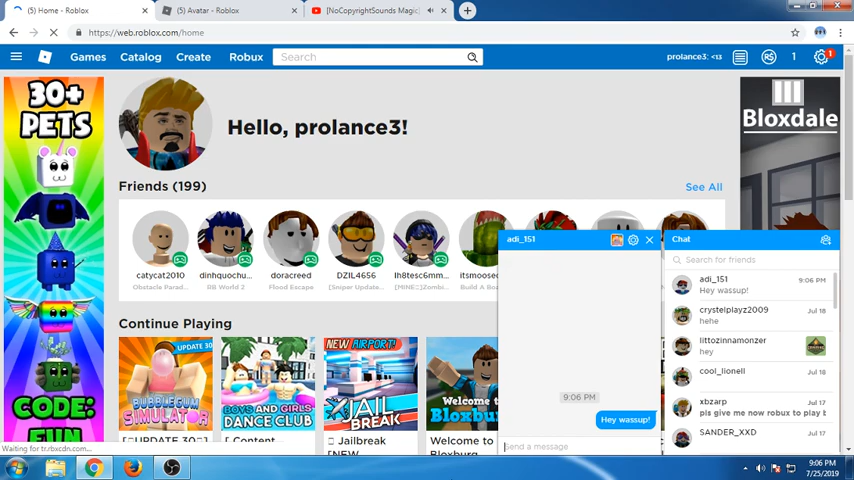 (5) Home - Roblox
(5) Avatar - Roblox
[NoCopyrightSounds Magic]
https://web.roblox.com/home
Games
Catalog
Create
Robux
Search
prolance3: <13
1
1
30+
PETS
CODE:
FUN
Hello, prolance3!
Bloxdale
Friends (199)
See All
catycat2010
Obstacle Parad..
dinhquochu...
BB World 2
doracreed
Flood Escape
DZIL4656
[Sniper Update..
lh8tesc6mm...
[MINE□]Zombi..
itsmoose
Build A Bo
Continue Playing
UPDATE 30
BUBBLEGUM
SIMULATOR
[□UPDATE 30□]
BOYS AND GIRLS
DANCE CLUB
[ Content
NEW AIRPORT!
JAIL
BREAK
□ Jailbreak
[NEW
Welcome to
Bloxburg
Welcome to
adi_151
9:06 PM
Hey wassup!
Send a message
Chat
Search for friends
adi_151
9:06 PM
Hey wassup!
crystelplayz2009
Jul 18
hehe
littozinnamonzer
hey
cool_lionell
Jul 18
xbzarp
Jul 17
pls give me now robux to play b
SANDER_XXD
Jul 17
Waiting for tr.rbxcdn.com...
9:06 PM
7/25/2019